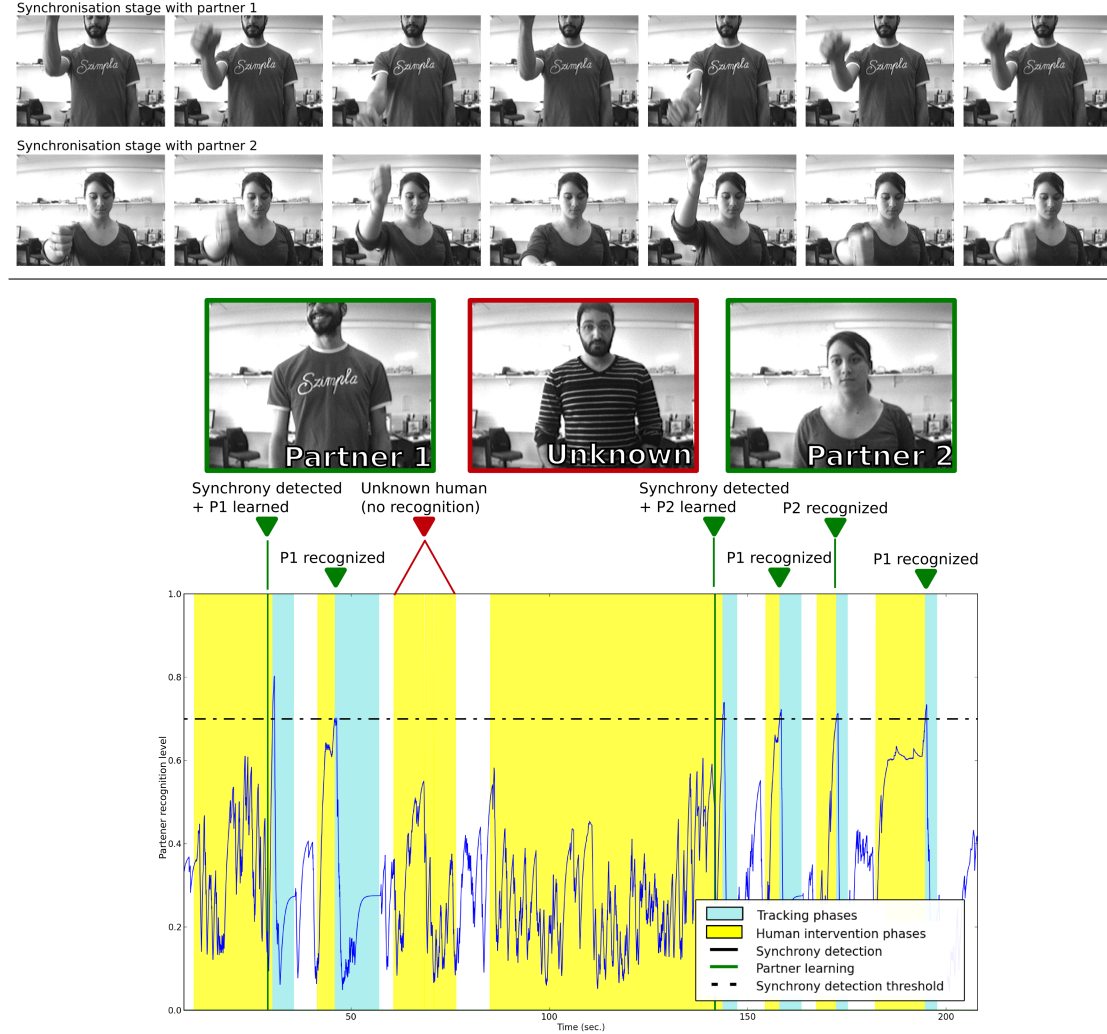 Synchronisation stage with partner 1
Szimpla
Szimpla
Szimpla
Szimpla
Szimpla
Szimpla
Szimpla
Synchronisation stage with partner 2
Szimpla
Partner 1
Unknown
Partner 2
Synchrony detected
+ P1 learned
Unknown human
(no recognition)
Synchrony detected
+ P2 learned
P2 recognized
P1 recognized
P1 recognized
P1 recognized
Partener recognition level
1.0
0.8
0.6
0.4
0.2
0.0
50
100
150
200
Time (sec.)
Tracking phases
Human intervention phases
Synchrony detection
Partner learning
Synchrony detection threshold